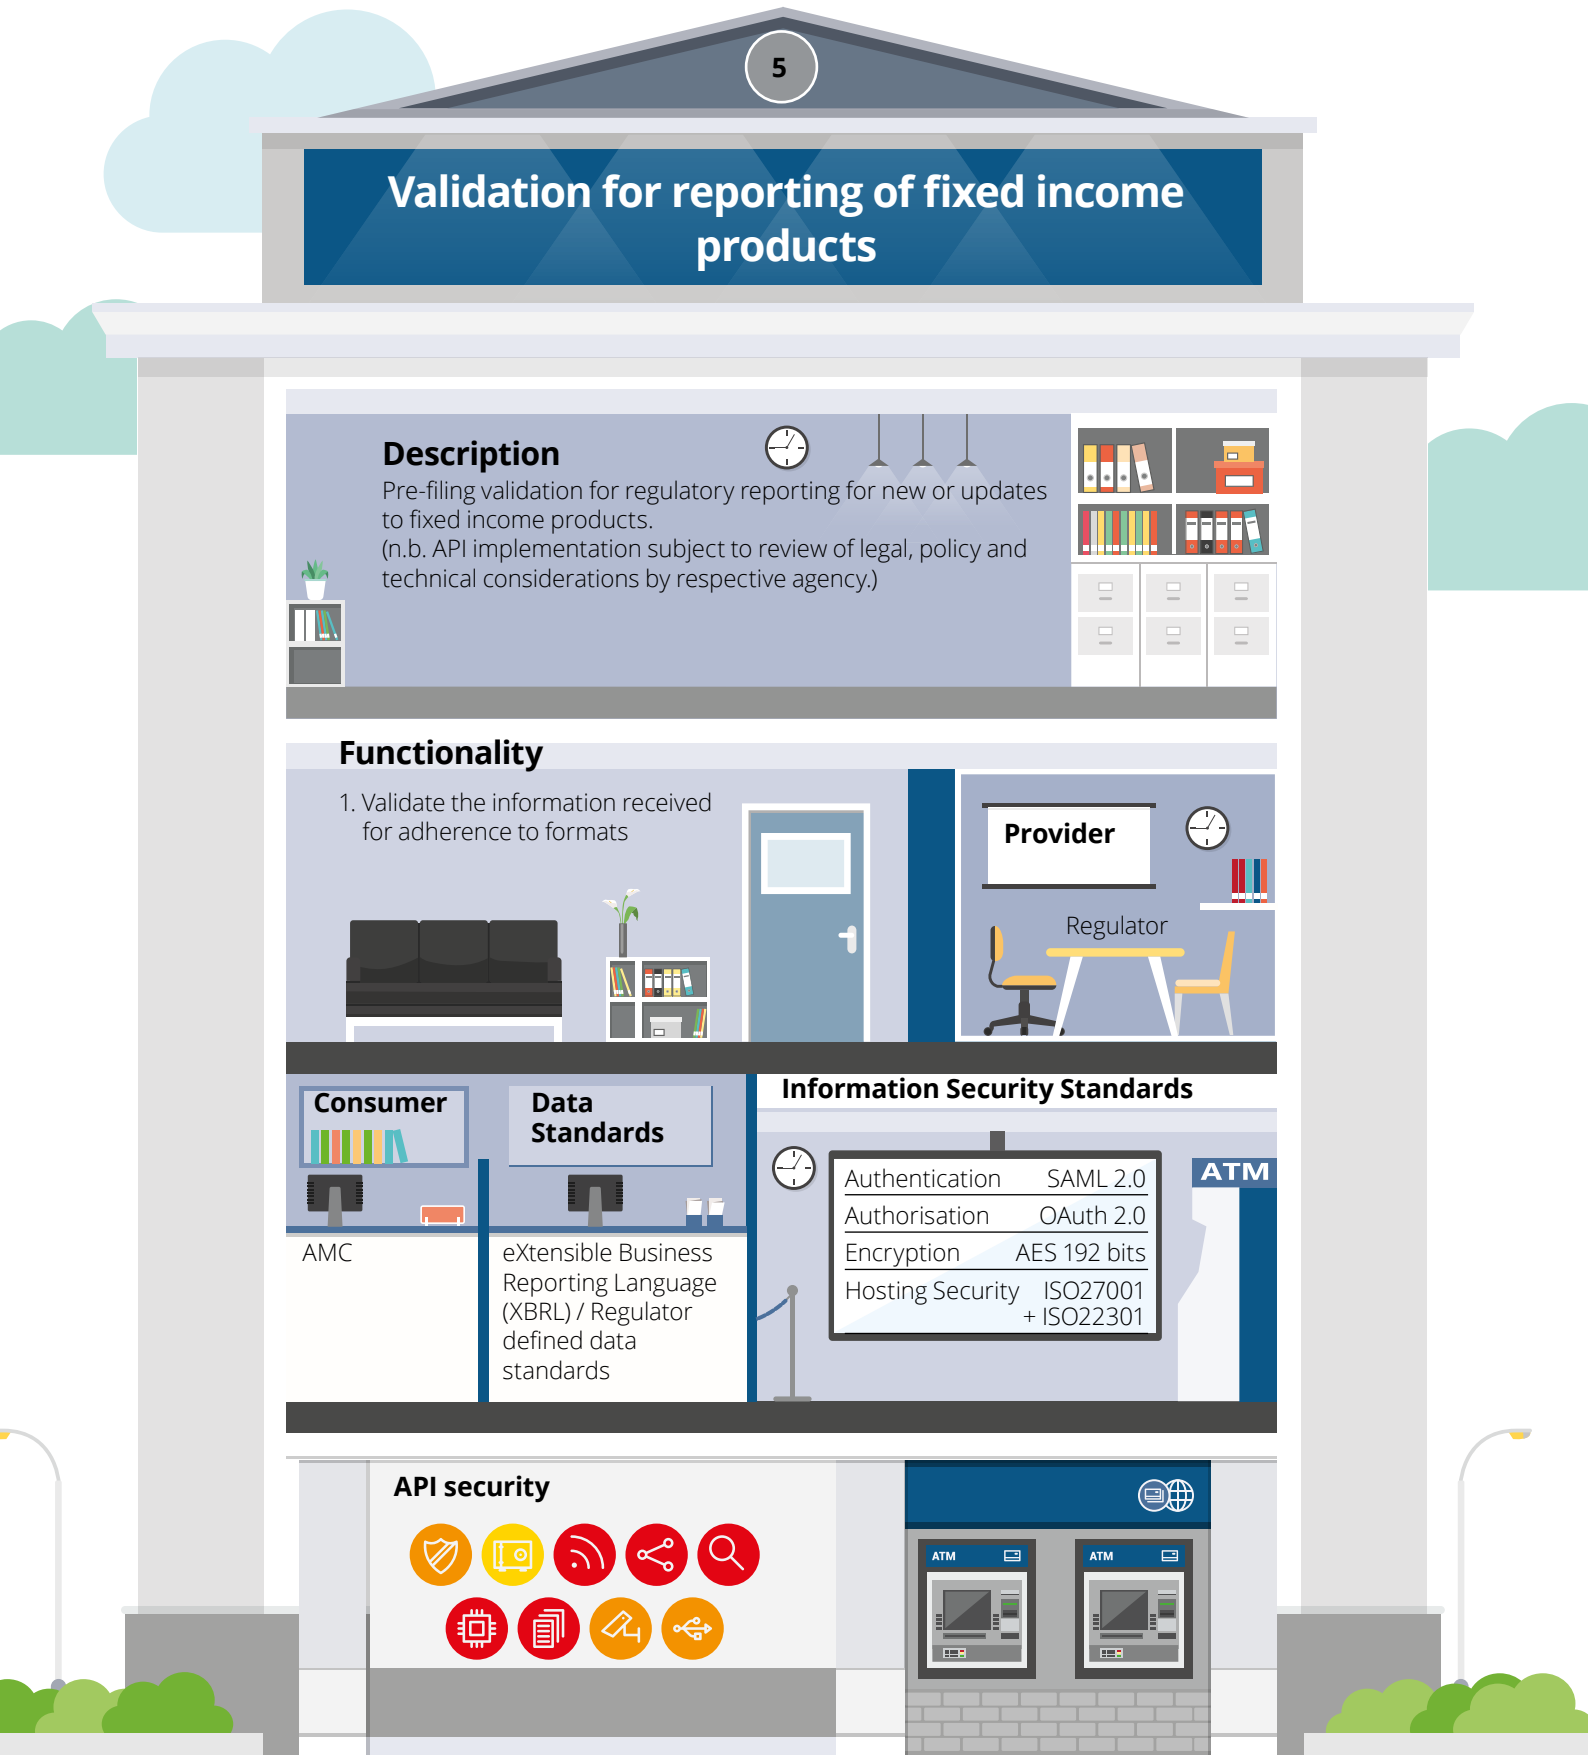 5
Validation for reporting of fixed income
products
Description
Pre-filing validation for regulatory reporting for new or updates
to fixed income products.
(n.b. API implementation subject to review of legal, policy and
technical considerations by respective agency.)
Functionality
1. Validate the information received
for adherence to formats
Provider
Regulator
Consumer
AMC
Data
Standards
eXtensible Business
Reporting Language
(XBRL) / Regulator
defined data
standards
Information Security Standards
Authentication SAML 2.0
Authorisation OAuth 2.0
Encryption AES 192 bits
Hosting Security ISO27001
+ ISO22301
ATM
API security
ATM
ATM